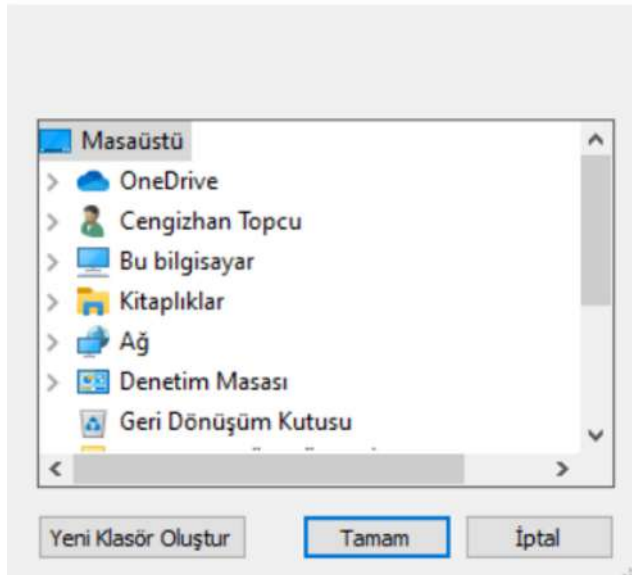 Masaüstü
OneDrive
Cengizhan Topcu
Bu bilgisayar
Kitaplıklar
Ağ
Denetim Masası
Geri Dönüşüm Kutusu
Yeni Klasör Oluştur
Tamam
İptal